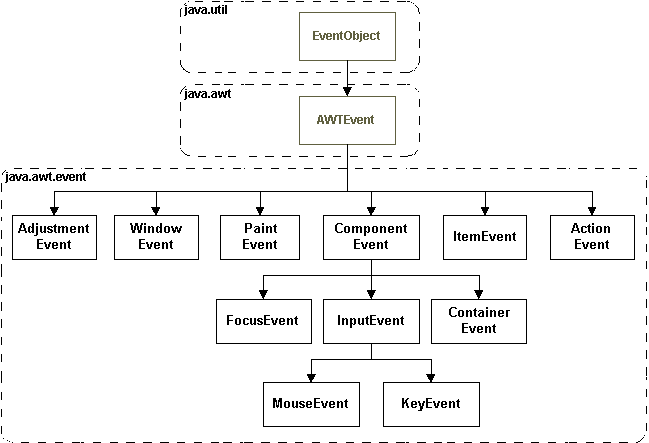 java.util
EventObject
java.awt
AWTEvent
java.awt.event
Adjustment
Event
Window
Event
Paint
Event
Component
Event
ItemEvent
Action
Event
FocusEvent
InputEvent
Container
Event
MouseEvent
KeyEvent